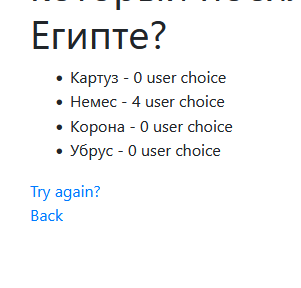 Египте?
Картуз - 0 user choice
Немес - 4 user choice
Корона - 0 user choice
Убрус - 0 user choice
Try again?
Back